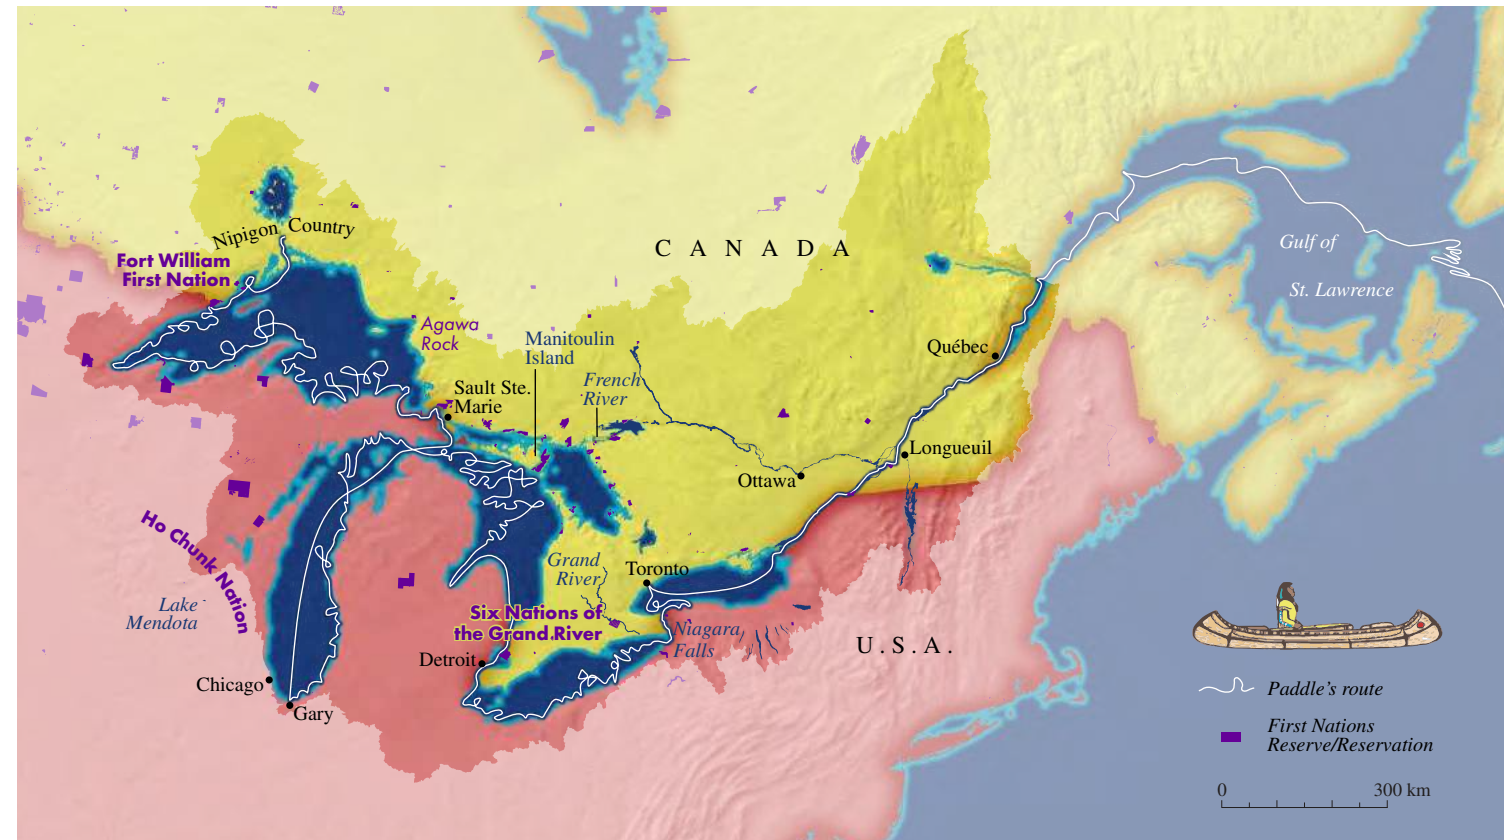 CANADA
Gulf of
St. Lawrence
Nipigon Country
Fort William
First Nation
Agawa
Rock
Manitoulin
Island
Québec
French
River
Sault Ste.
Marie
Longueuil
Ottawa
Ho Chunk Nation
Grand
River
Toronto
Lake
Mendota
Six Nations of
the Grand River
Niagara
Falls
U.S.A.
Detroit
Chicago
Gary
Paddle's route
First Nations
Reserve/Reservation
0 300 km